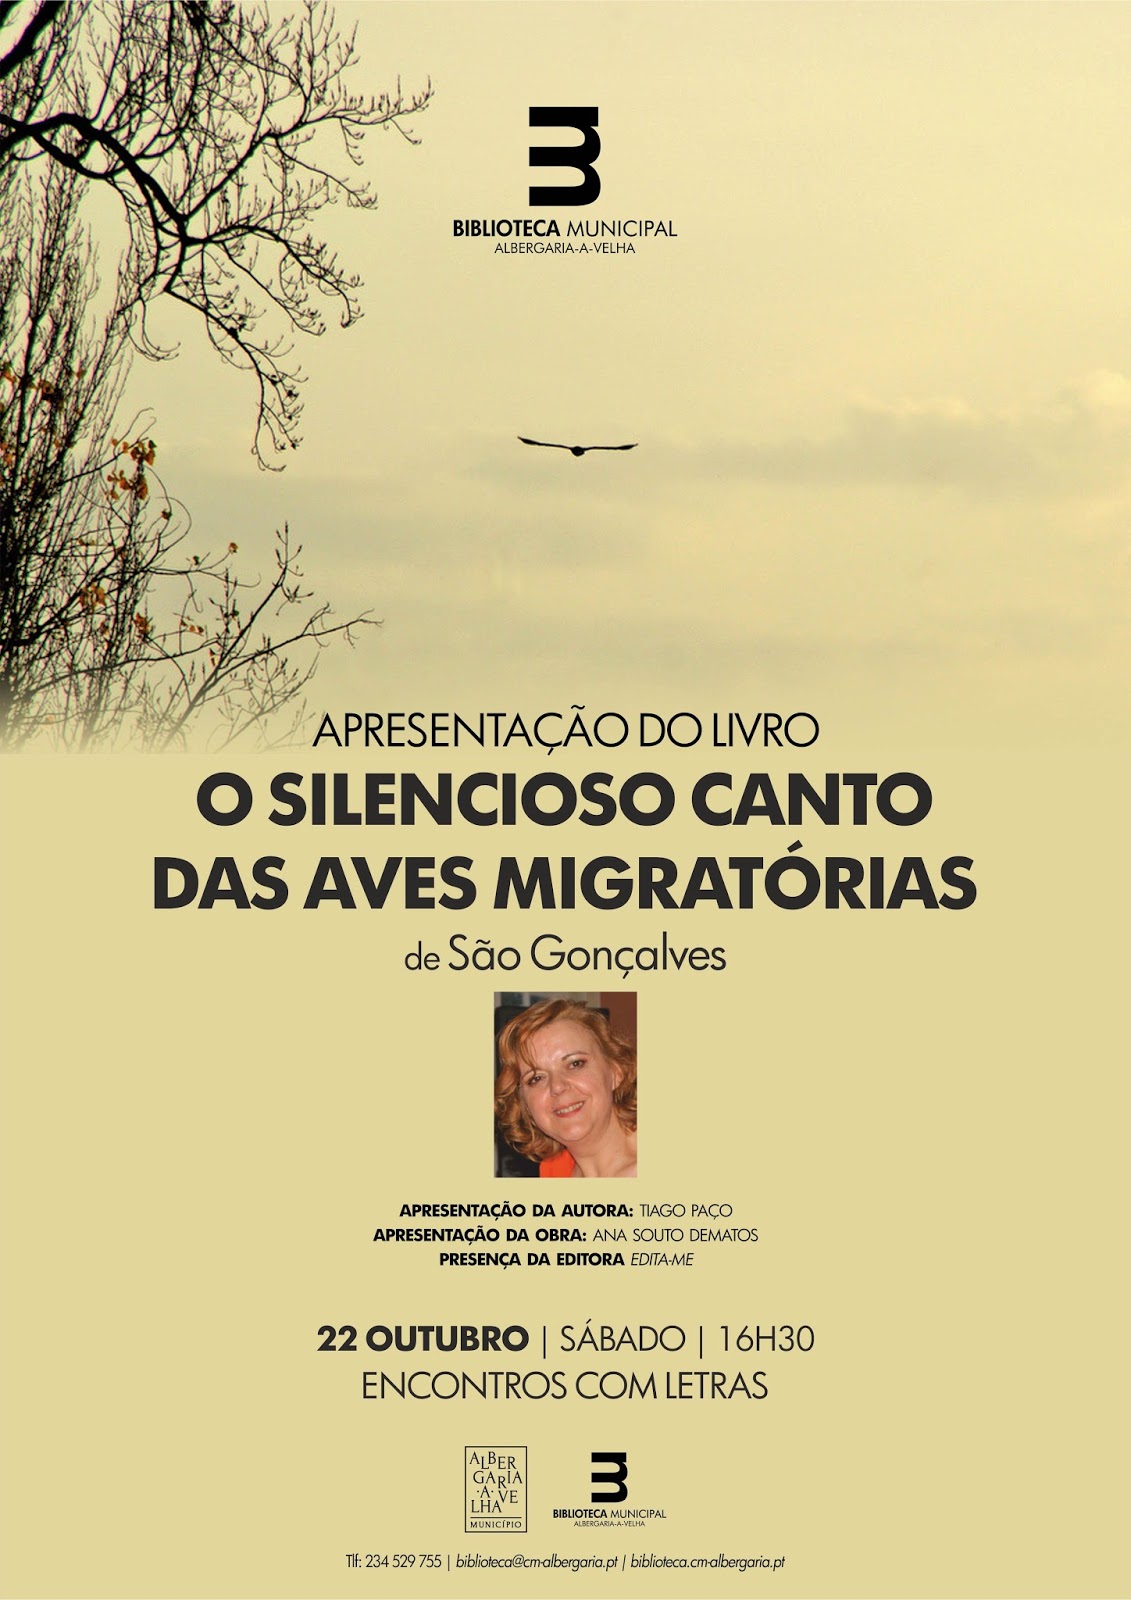 BIBLIOTECA MUNICIPAL
ALBERGARIA-A-VELHA
APRESENTAÇÃO DO LIVRO
O SILENCIOSO CANTO
DAS AVES MIGRATÓRIAS
de São Gonçalves
APRESENTAÇÃO DA AUTORA: TIAGO PAÇO
APRESENTAÇÃO DA OBRA: ANA SOUTO DEMATOS
PRESENÇA DA EDITORA EDITA-ME
22 OUTUBRO | SÁBADO | 16H30
ENCONTROS COM LETRAS
ALBER
GARIA
·A·VE
LHA
MUNICÍPIO
BIBLIOTECA MUNICIPAL
ALBERGARIA-A-VELHA
Tlf: 234 529 755 | biblioteca@cm-albergaria.pt | biblioteca.cm-albergaria.pt